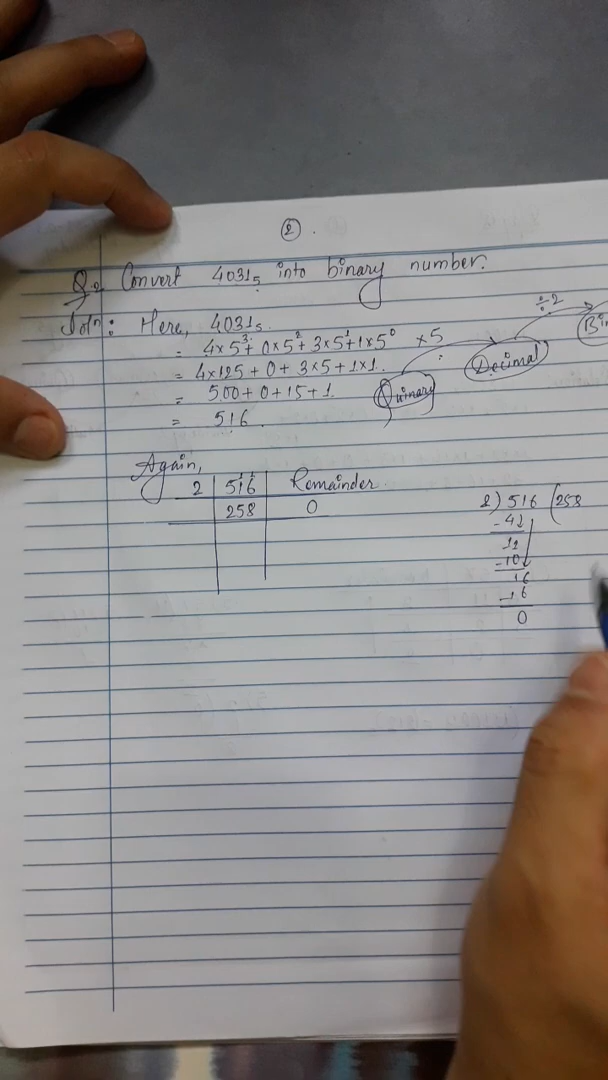 2.
Q.2 Convert 4031₅ into binary number.
Soln: Here, 4031₅
= 4×5³+0×5²+3×5¹+1×5⁰
= 4×125+0+3×5+1×1.
= 500+0+15+1.
= 516.
×5
÷2
Quinary
Decimal
Bin
Again,
2 | 516 | Remainder
258 | 0
2)516(258
-4
11
-10
16
-16
0